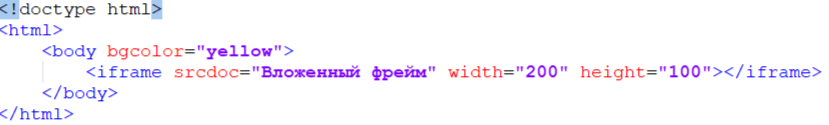 <!doctype html>
<html>
<body bgcolor="yellow">
<iframe srcdoc="Вложенный фрейм" width="200" height="100"></iframe>
</body>
</html>